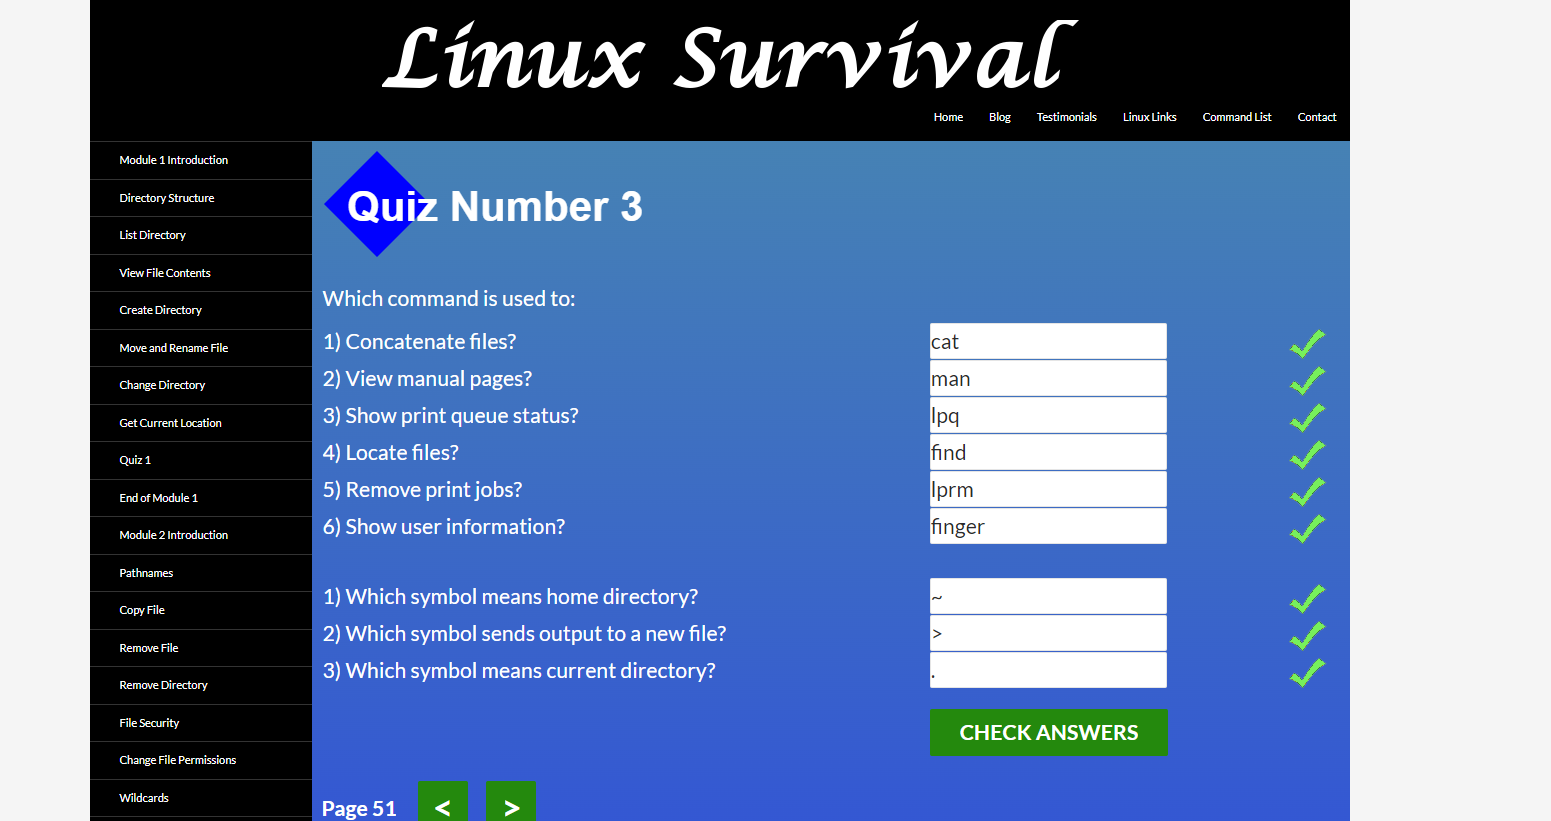 Linux Survival
Home Blog Testimonials Linux Links Command List Contact
Module 1 Introduction
Directory Structure
List Directory
View File Contents
Create Directory
Move and Rename File
Change Directory
Get Current Location
Quiz 1
End of Module 1
Module 2 Introduction
Pathnames
Copy File
Remove File
Remove Directory
File Security
Change File Permissions
Wildcards
Quiz Number 3
Which command is used to:
1) Concatenate files? cat
2) View manual pages? man
3) Show print queue status? lpq
4) Locate files? find
5) Remove print jobs? lprm
6) Show user information? finger
1) Which symbol means home directory? ~
2) Which symbol sends output to a new file? >
3) Which symbol means current directory? .
CHECK ANSWERS
Page 51 < >